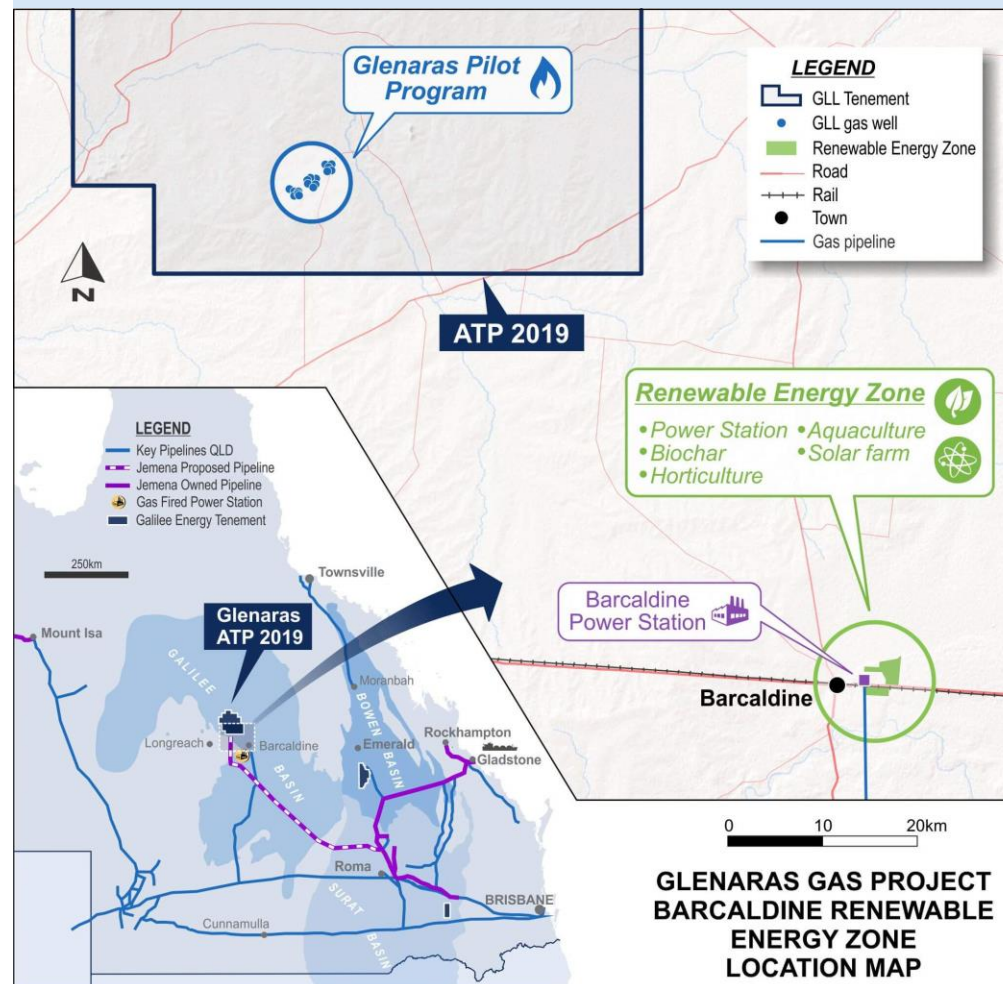 Glenaras Pilot
Program
LEGEND
GLL Tenement
GLL gas well
Renewable Energy Zone
Road
Rail
Town
Gas pipeline
N
ATP 2019
Renewable Energy Zone
• Power Station • Aquaculture
• Biochar • Solar farm
• Horticulture
Barcaldine
Power Station
Barcaldine
LEGEND
Key Pipelines QLD
Jemena Proposed Pipeline
Jemena Owned Pipeline
Gas Fired Power Station
Galilee Energy Tenement
250km
Townsville
Glenaras
ATP 2019
Mount Isa
GALILEE
BASIN
Moranbah
BOWEN
BASIN
Longreach
Barcaldine
Emerald
Rockhampton
Gladstone
Roma
SURAT
BASIN
BRISBANE
Cunnamulla
0 10 20km
GLENARAS GAS PROJECT
BARCALDINE RENEWABLE
ENERGY ZONE
LOCATION MAP